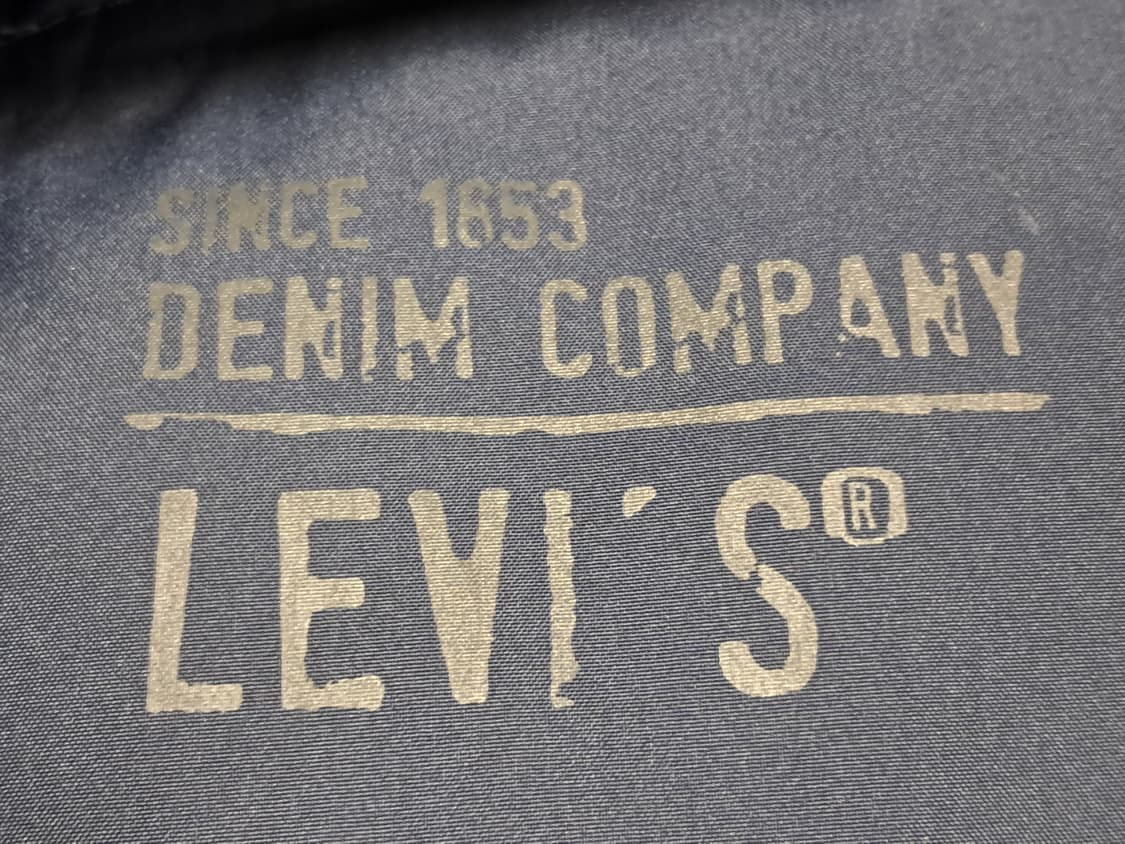 SINCE 1853
DENIM COMPANY
LEVI´S®